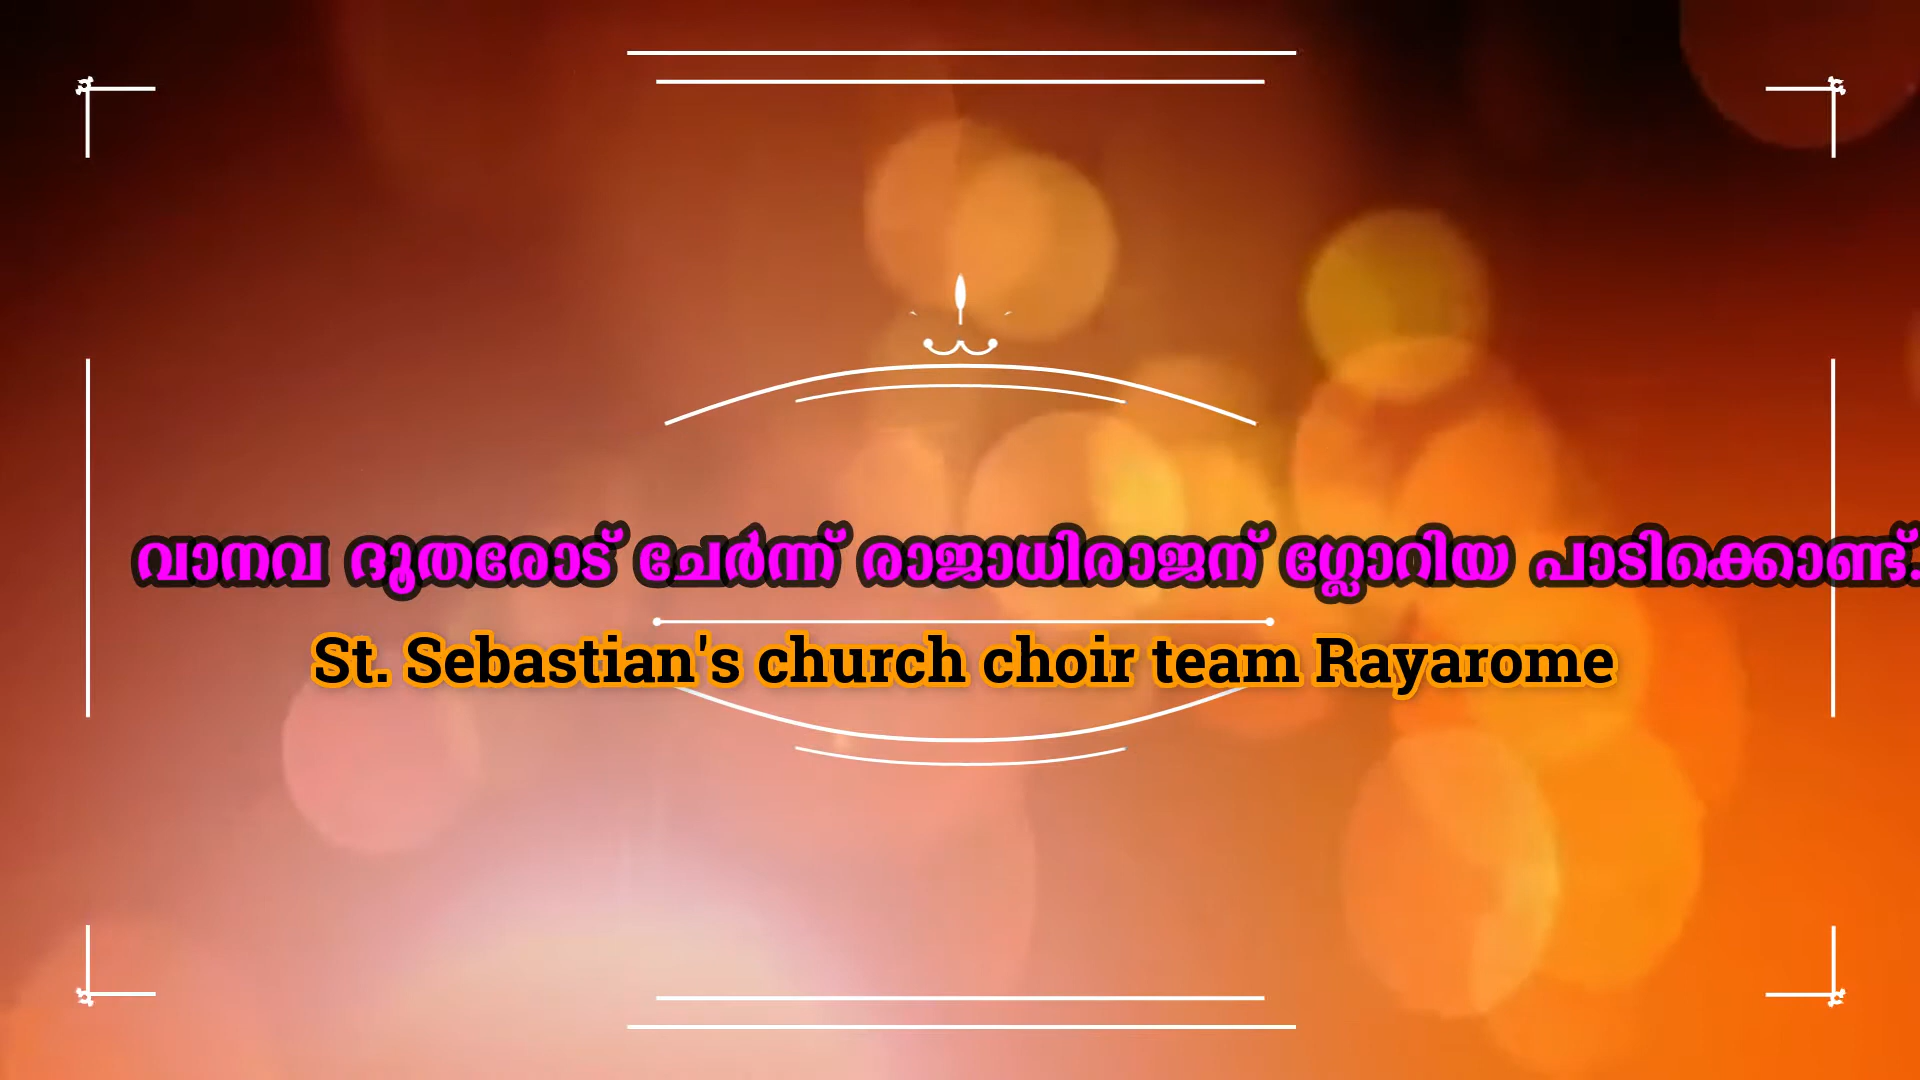 വാനവ ദൂതരോട് ചേർന്ന് രാജാധിരാജന് ഗ്ലോറിയ പാടിക്കൊണ്ട്.
St. Sebastian's church choir team Rayarome